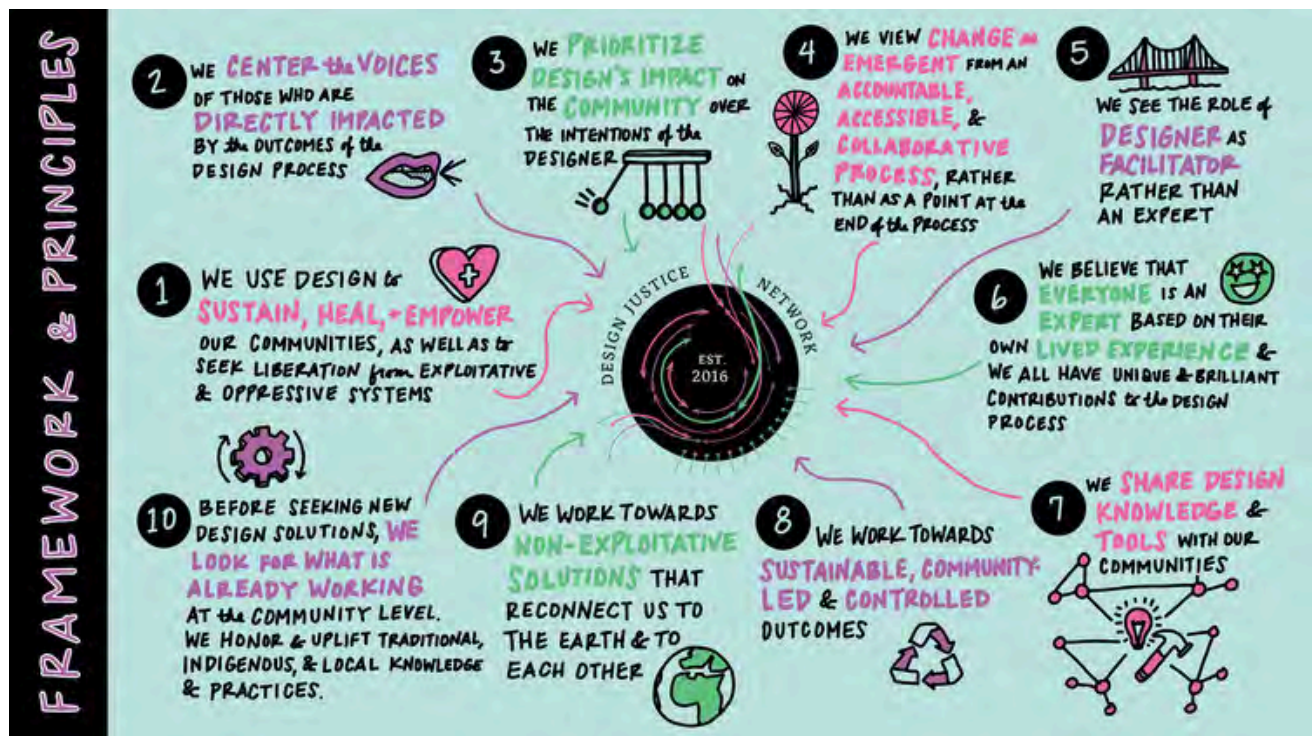 FRAMEWORK & PRINCIPLES
1
WE USE DESIGN to
SUSTAIN, HEAL, + EMPOWER
OUR COMMUNITIES, AS WELL AS to
SEEK LIBERATION from EXPLOITATIVE
& OPPRESSIVE SYSTEMS
2
WE CENTER the VOICES
OF THOSE WHO ARE
DIRECTLY IMPACTED
BY the OUTCOMES of the
DESIGN PROCESS
3
WE PRIORITIZE
DESIGN'S IMPACT ON
THE COMMUNITY OVER
THE INTENTIONS of the
DESIGNER
4
WE VIEW CHANGE as
EMERGENT FROM AN
ACCOUNTABLE,
ACCESSIBLE, &
COLLABORATIVE
PROCESS, RATHER
THAN AS A POINT AT the
END of the PROCESS
5
WE SEE THE ROLE of
DESIGNER AS
FACILITATOR
RATHER THAN
AN EXPERT
6
WE BELIEVE THAT
EVERYONE IS AN
EXPERT BASED ON THEIR
OWN LIVED EXPERIENCE &
WE ALL HAVE UNIQUE & BRILLIANT
CONTRIBUTIONS to the DESIGN
PROCESS
7
WE SHARE DESIGN
KNOWLEDGE &
TOOLS WITH OUR
COMMUNITIES
8
WE WORK TOWARDS
SUSTAINABLE, COMMUNITY-
LED & CONTROLLED
OUTCOMES
9
WE WORK TOWARDS
NON-EXPLOITATIVE
SOLUTIONS THAT
RECONNECT US TO
THE EARTH & TO
EACH OTHER
10
BEFORE SEEKING NEW
DESIGN SOLUTIONS, WE
LOOK FOR WHAT IS
ALREADY WORKING
AT the COMMUNITY LEVEL.
WE HONOR & UPLIFT TRADITIONAL,
INDIGENOUS, & LOCAL KNOWLEDGE
& PRACTICES.
DESIGN JUSTICE NETWORK
EST.
2016